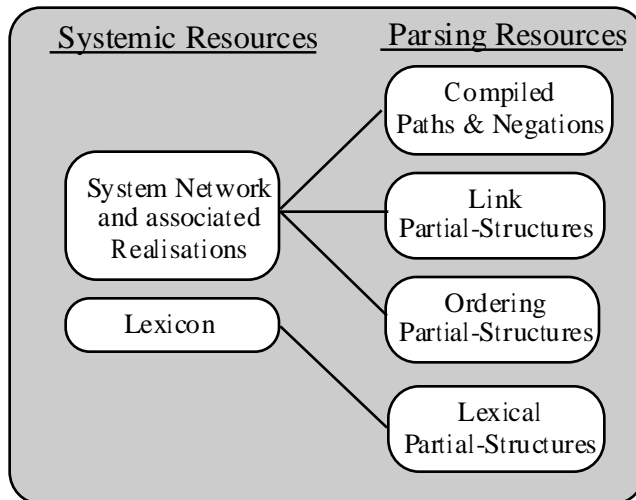 Systemic Resources
Parsing Resources
System Network
and associated
Realisations
Lexicon
Compiled
Paths & Negations
Link
Partial-Structures
Ordering
Partial-Structures
Lexical
Partial-Structures